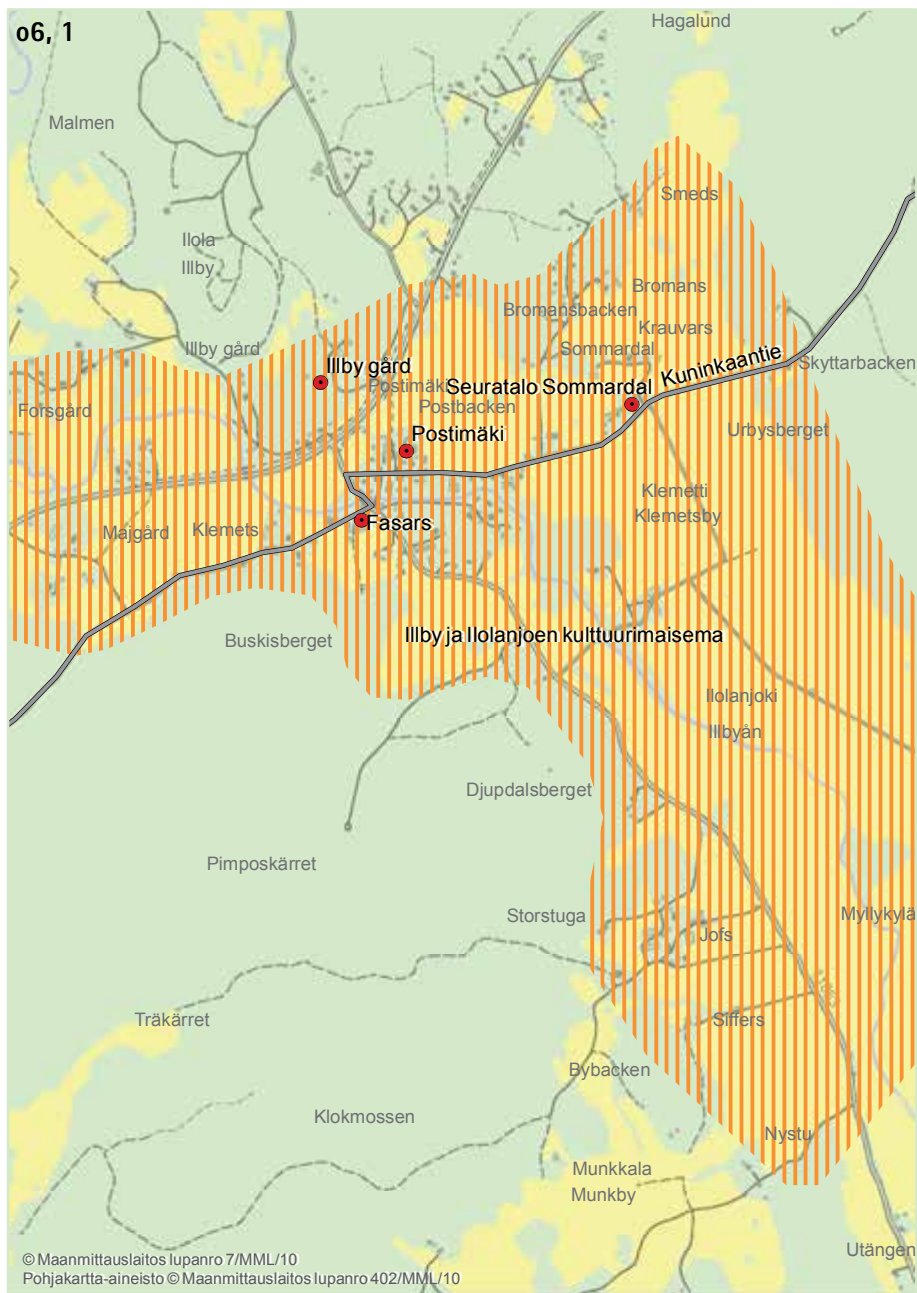 o6, 1
Hagalund
Malmen
Smeds
Ilola
Illby
Bromans
Bromansbacken
Krauvars
Illby gård
Sommardal
Kuninkaantie
Skyttarbacken
Illby gård
Postimäki
Seuratalo Sommardal
Forsgård
Postbacken
Postimäki
Urbysberget
Klemetti
Klemetsby
Majgård
Klemets
Fasars
Buskisberget
Illby ja Ilolanjoen kulttuurimaisema
Ilolanjoki
Illbyån
Djupdalsberget
Pimposkärret
Storstuga
Myllykylä
Jofs
Träkärret
Siffers
Bybacken
Klokmossen
Nystu
Munkkala
Munkby
Utängen
© Maanmittauslaitos lupanro 7/MML/10
Pohjakartta-aineisto © Maanmittauslaitos lupanro 402/MML/10